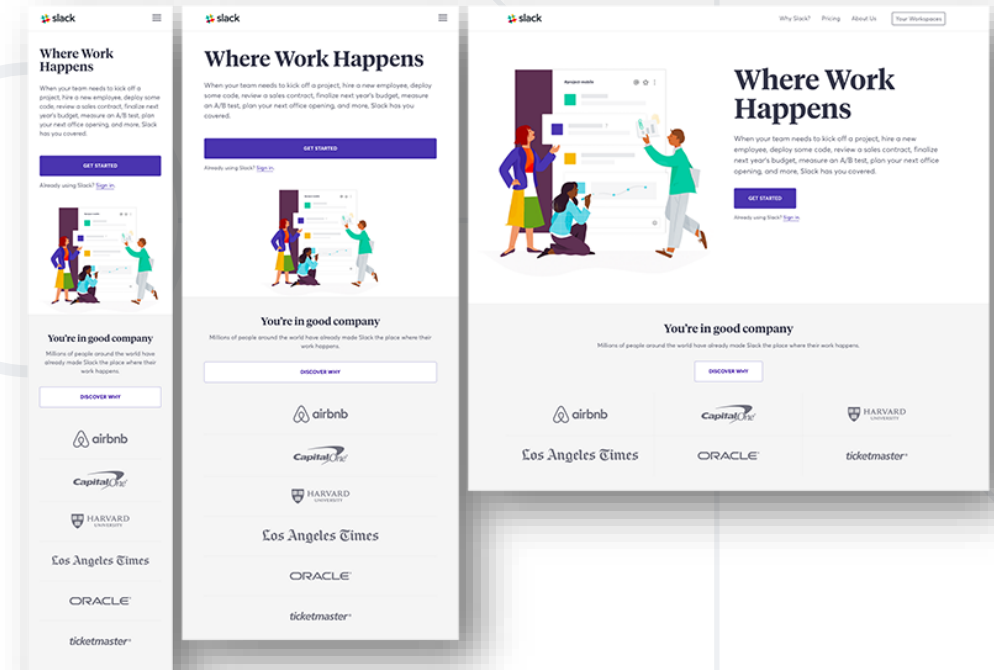 slack
Where Work
Happens
When your team needs to kick off a
project, hire a new employee, deploy some
code, review a sales contract, finalize next
year's budget, measure an A/B test, plan
your next office opening, and more, Slack
has you covered.
GET STARTED
Already using Slack? Sign in.
You're in good company
Millions of people around the world have
already made Slack the place where their
work happens.
DISCOVER WHY
airbnb
Capital One
HARVARD
UNIVERSITY
Los Angeles Times
ORACLE
ticketmaster
slack
Where Work Happens
When your team needs to kick off a project, hire a new employee, deploy
some code, review a sales contract, finalize next year's budget, measure
an A/B test, plan your next office opening, and more, Slack has you
covered.
GET STARTED
Already using Slack? Sign in.
You're in good company
Millions of people around the world have already made Slack the place where their
work happens.
DISCOVER WHY
airbnb
Capital One
HARVARD
UNIVERSITY
Los Angeles Times
ORACLE
ticketmaster
slack
Why Slack?
Pricing
About Us
Your Workspaces
#project-mobile
Where Work
Happens
When your team needs to kick off a project, hire a new
employee, deploy some code, review a sales contract, finalize
next year's budget, measure an A/B test, plan your next office
opening, and more, Slack has you covered.
GET STARTED
Already using Slack? Sign in.
You're in good company
Millions of people around the world have already made Slack the place where their work happens.
DISCOVER WHY
airbnb
Capital One
HARVARD
UNIVERSITY
Los Angeles Times
ORACLE
ticketmaster